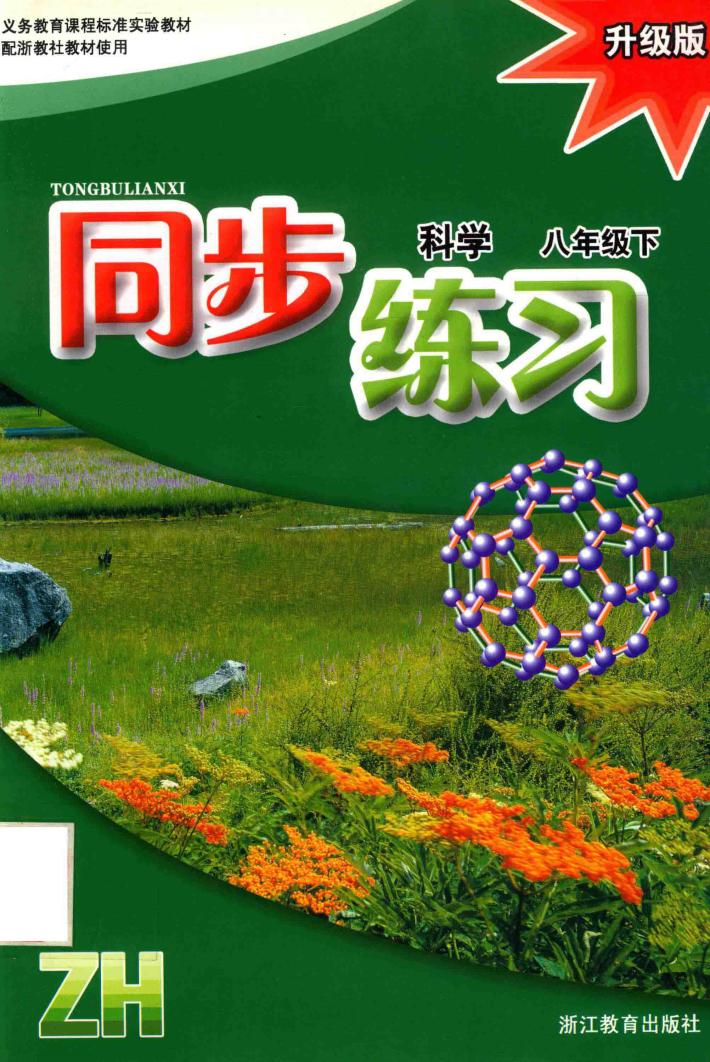 义务教育课程标准实验教材
配浙教社教材使用
升级版
TONGBULIANXI
同步
练习
科学 八年级下
ZH
浙江教育出版社